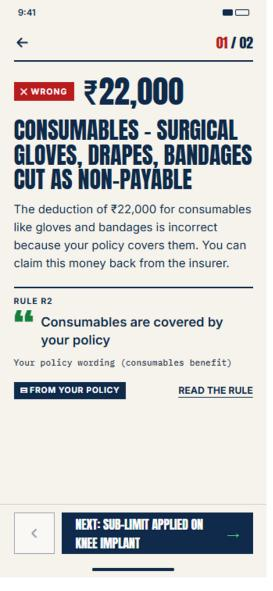 9:41
← 01 / 02
✕ WRONG ₹22,000
CONSUMABLES - SURGICAL
GLOVES, DRAPES, BANDAGES
CUT AS NON-PAYABLE
The deduction of ₹22,000 for consumables
like gloves and bandages is incorrect
because your policy covers them. You can
claim this money back from the insurer.
RULE R2
“ Consumables are covered by
your policy
Your policy wording (consumables benefit)
FROM YOUR POLICY READ THE RULE
NEXT: SUB-LIMIT APPLIED ON
KNEE IMPLANT →